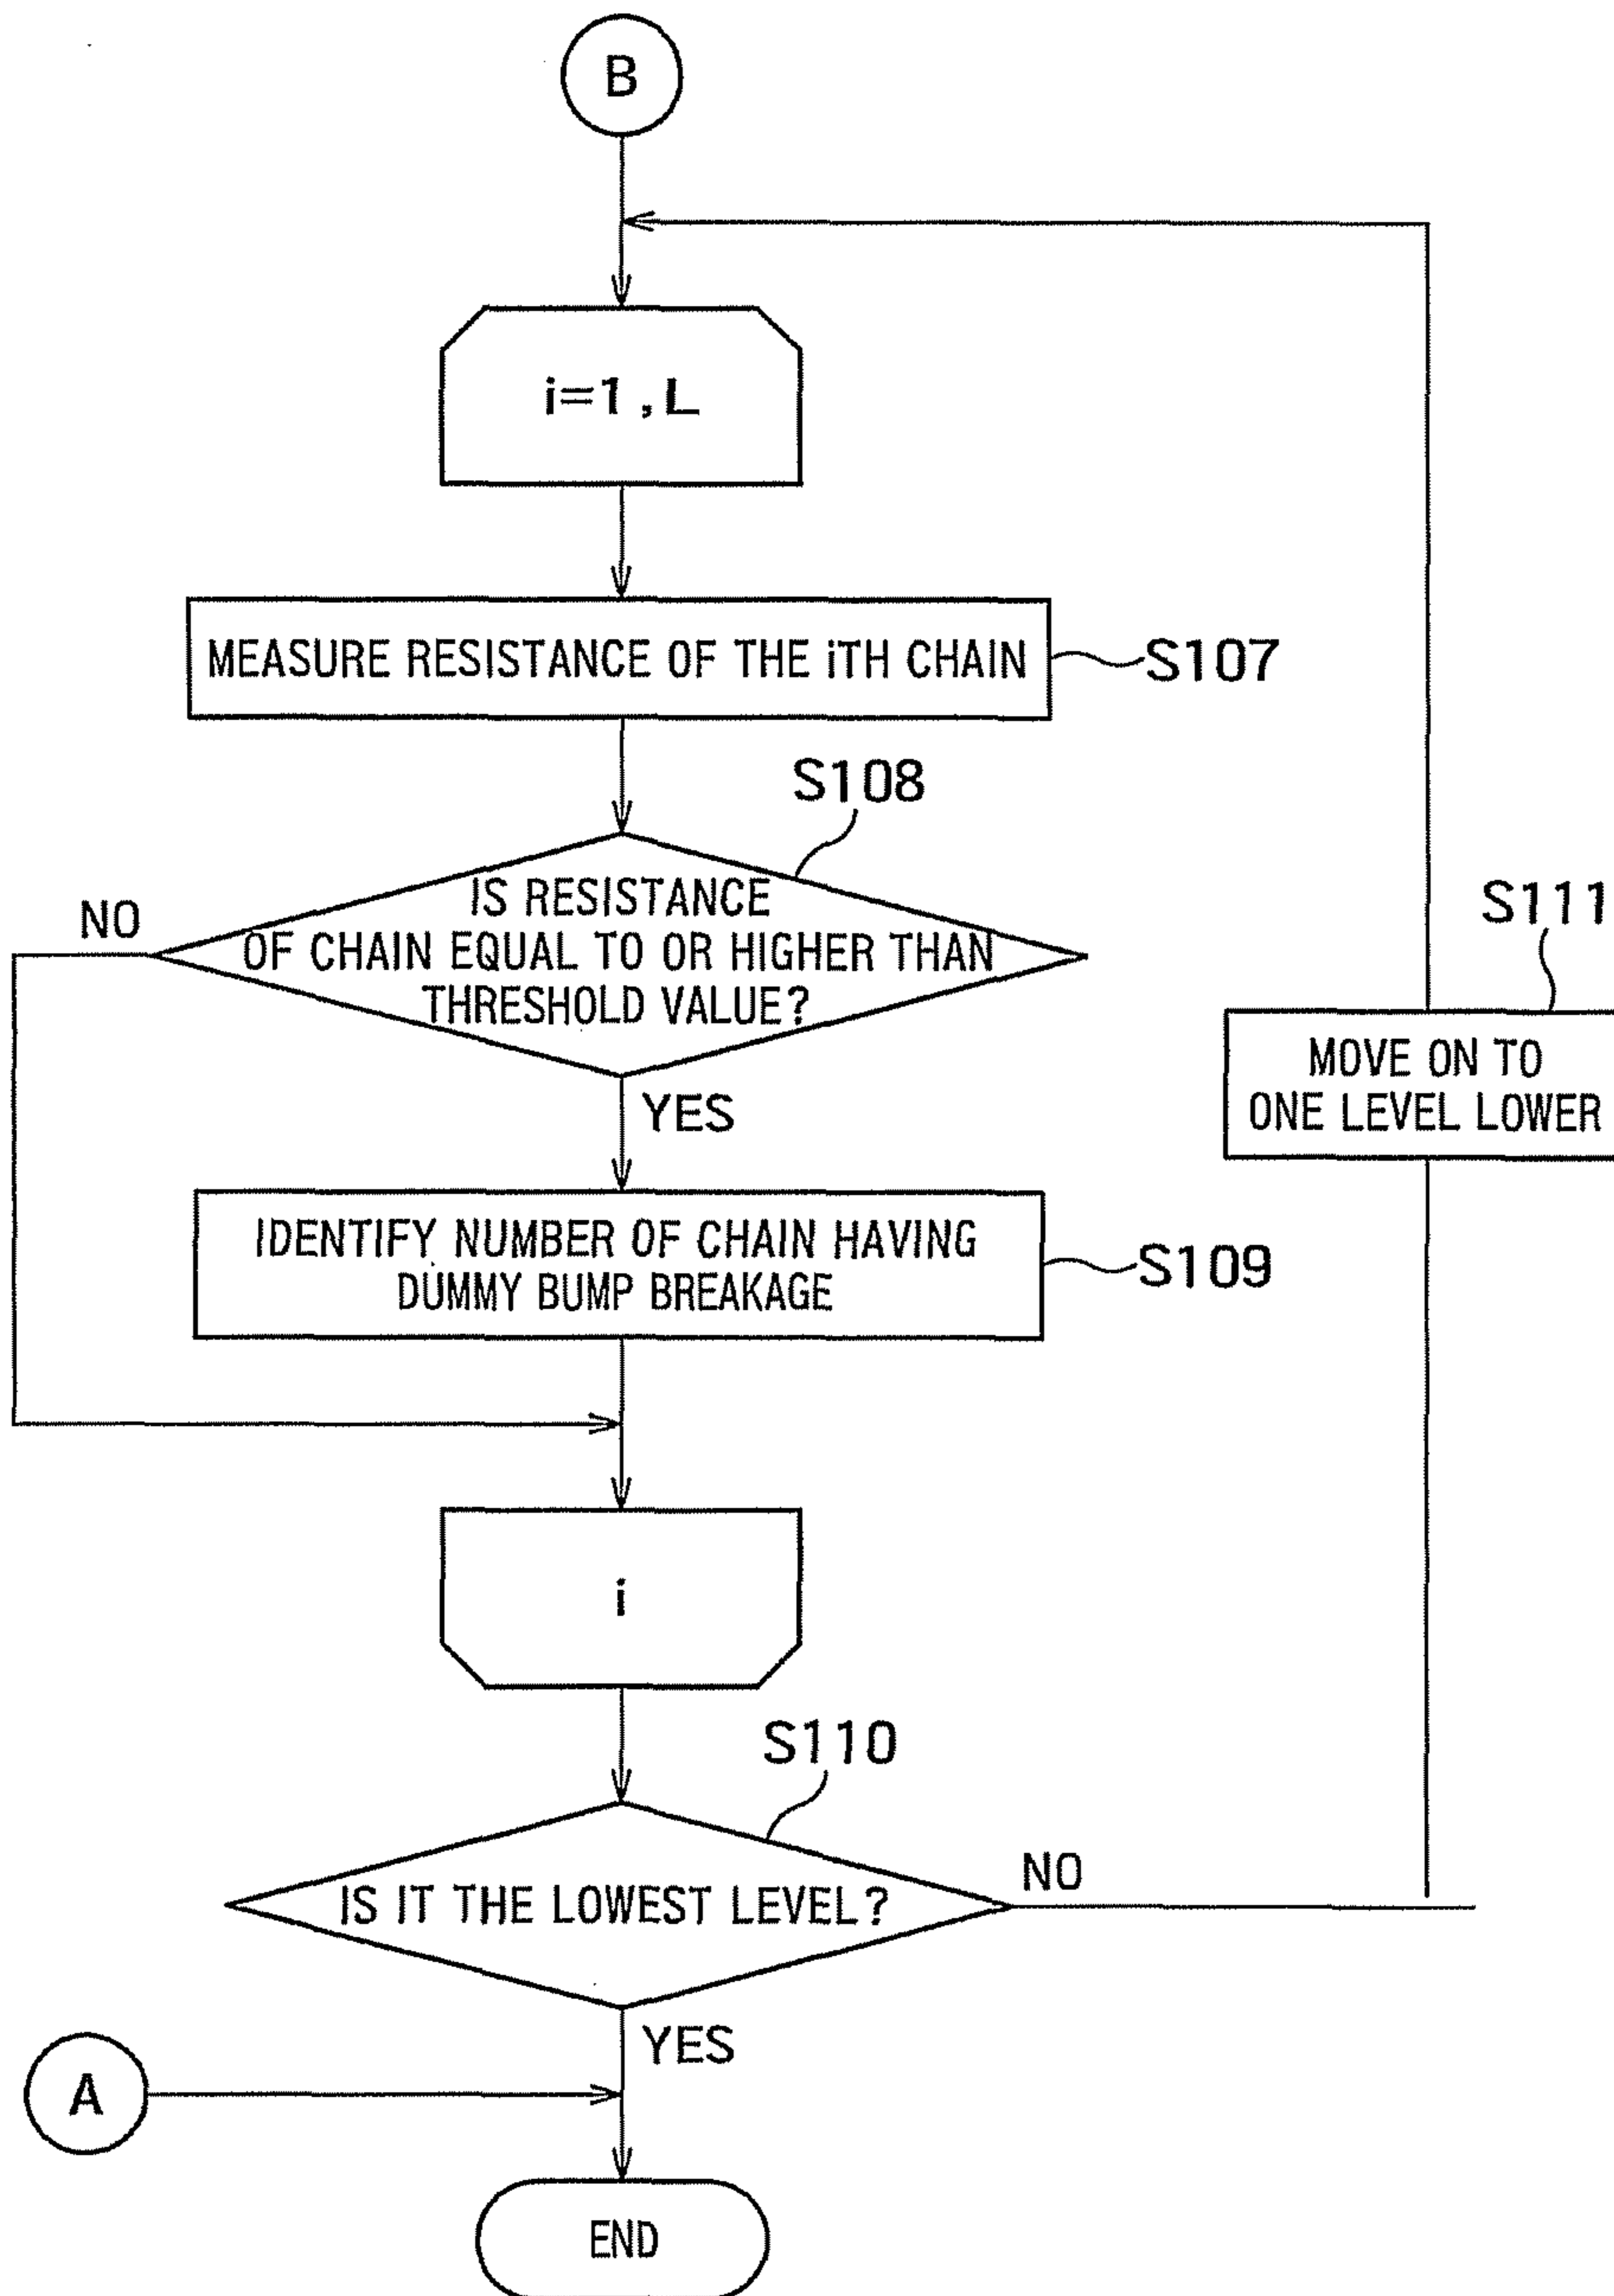 B
i=1,L
MEASURE RESISTANCE OF THE iTH CHAIN
S107
S108
IS RESISTANCE
OF CHAIN EQUAL TO OR HIGHER THAN
THRESHOLD VALUE?
NO
YES
S111
MOVE ON TO
ONE LEVEL LOWER
IDENTIFY NUMBER OF CHAIN HAVING
DUMMY BUMP BREAKAGE
S109
i
S110
IS IT THE LOWEST LEVEL?
NO
YES
A
END